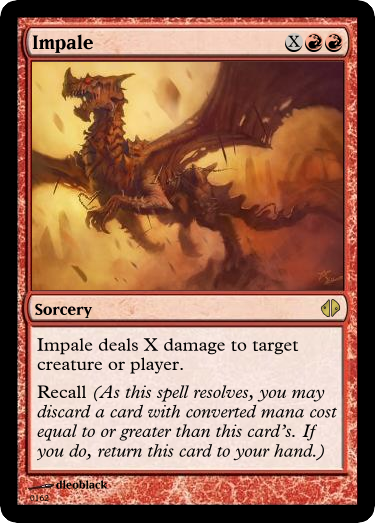 Impale X
Sorcery
Impale deals X damage to target
creature or player.
Recall (As this spell resolves, you may
discard a card with converted mana cost
equal to or greater than this card's. If
you do, return this card to your hand.)
dleoblack